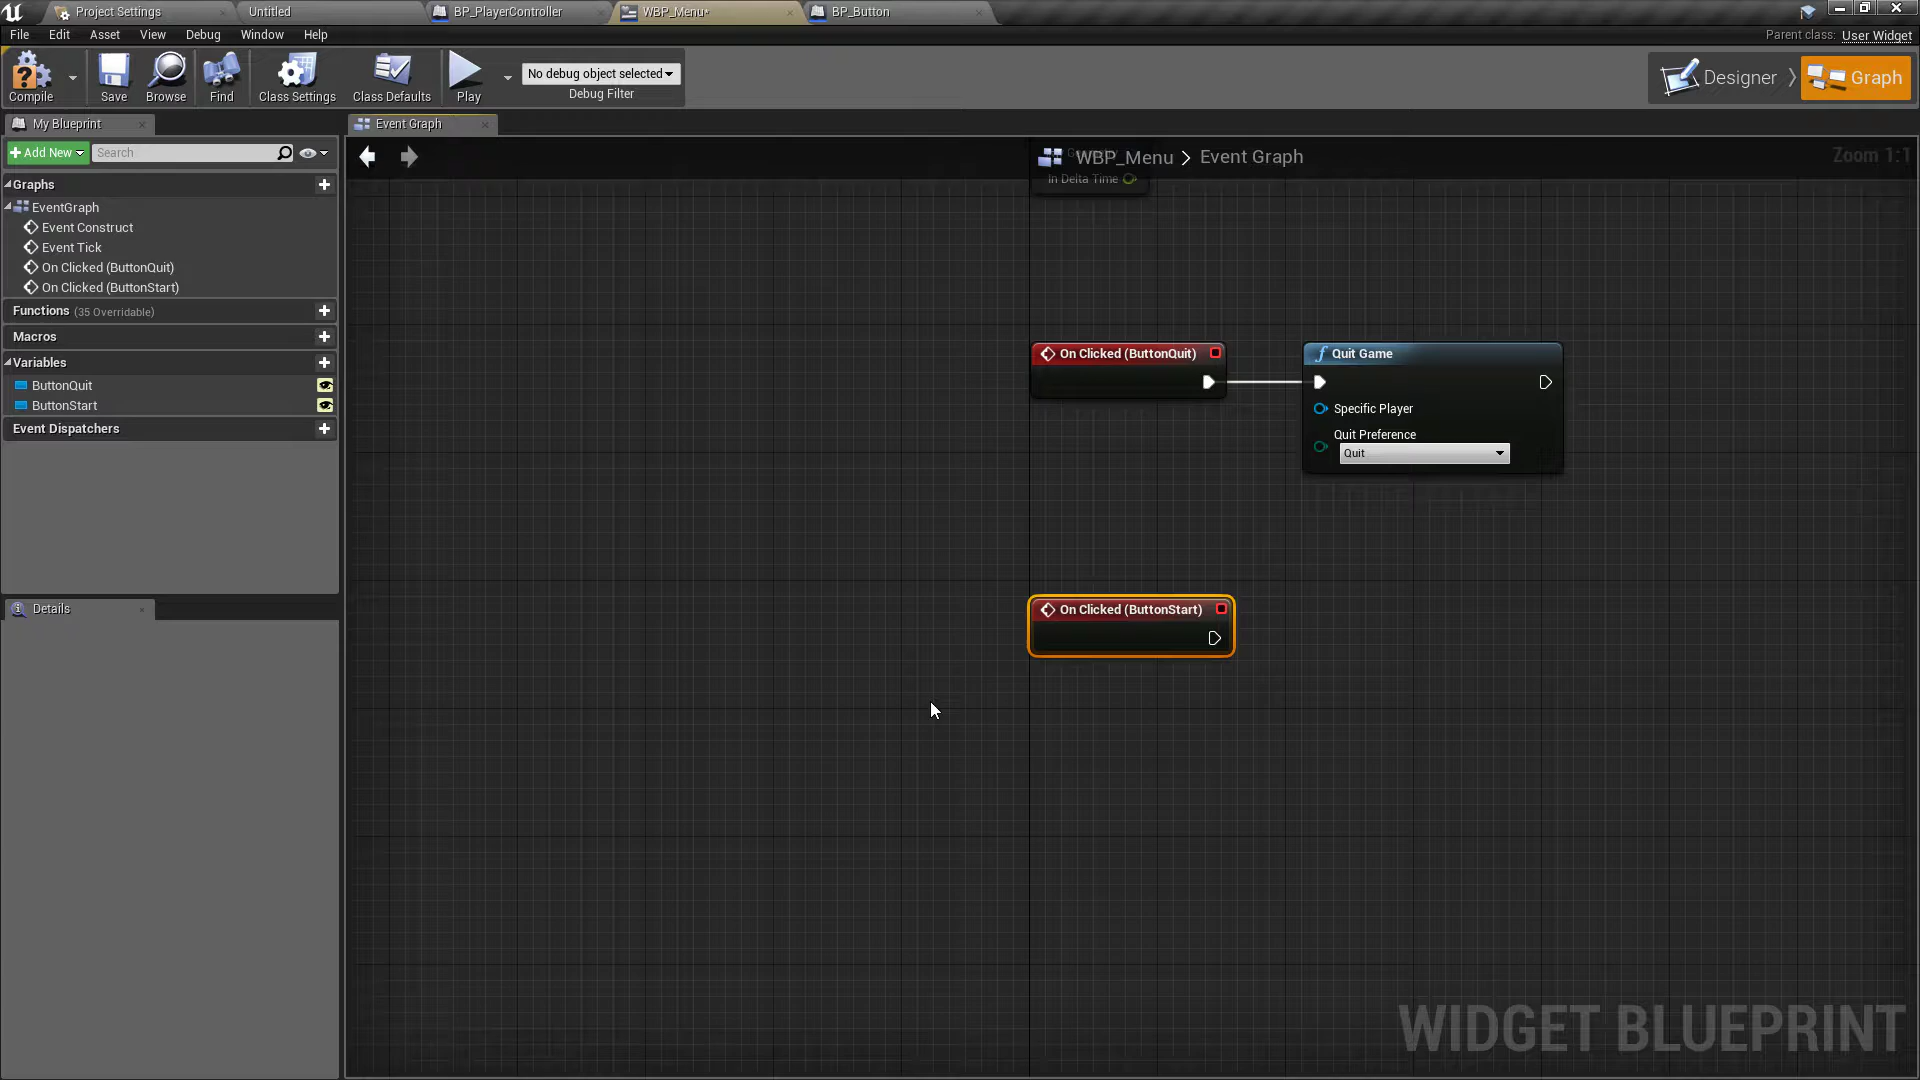 Project Settings
Untitled
BP_PlayerController
WBP_Menu*
BP_Button
File Edit Asset View Debug Window Help
Parent class: User Widget
Compile
Save
Browse
Find
Class Settings
Class Defaults
Play
No debug object selected
Debug Filter
Designer
Graph
My Blueprint
Event Graph
Add New
Search
WBP_Menu > Event Graph
Zoom 1:1
In Delta Time
Graphs
EventGraph
Event Construct
Event Tick
On Clicked (ButtonQuit)
On Clicked (ButtonStart)
Functions (35 Overridable)
Macros
Variables
ButtonQuit
ButtonStart
Event Dispatchers
Details
On Clicked (ButtonQuit)
Quit Game
Specific Player
Quit Preference
Quit
On Clicked (ButtonStart)
WIDGET BLUEPRINT